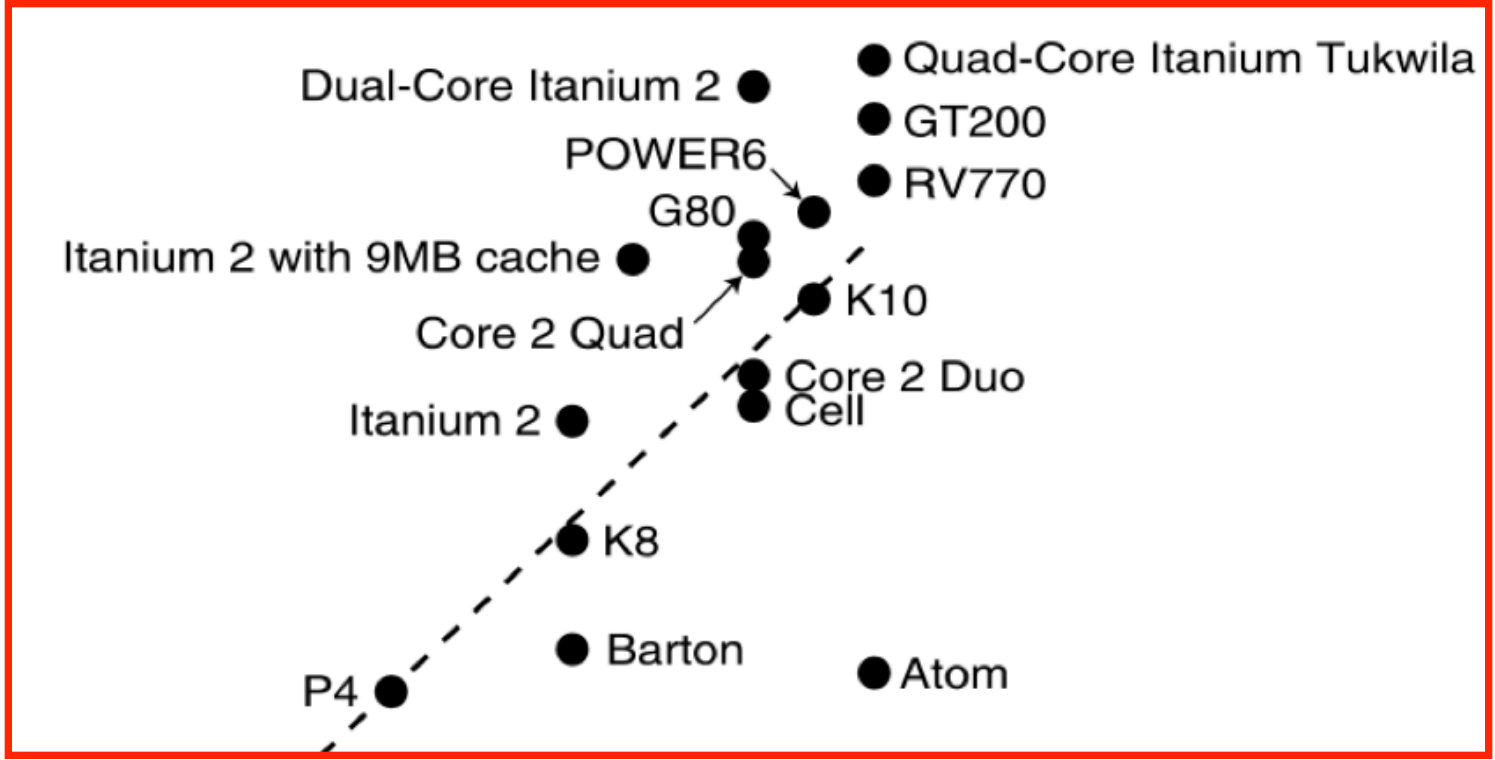 Quad-Core Itanium Tukwila
Dual-Core Itanium 2
GT200
POWER6
RV770
G80
Itanium 2 with 9MB cache
K10
Core 2 Quad
Core 2 Duo
Cell
Itanium 2
K8
Barton
Atom
P4